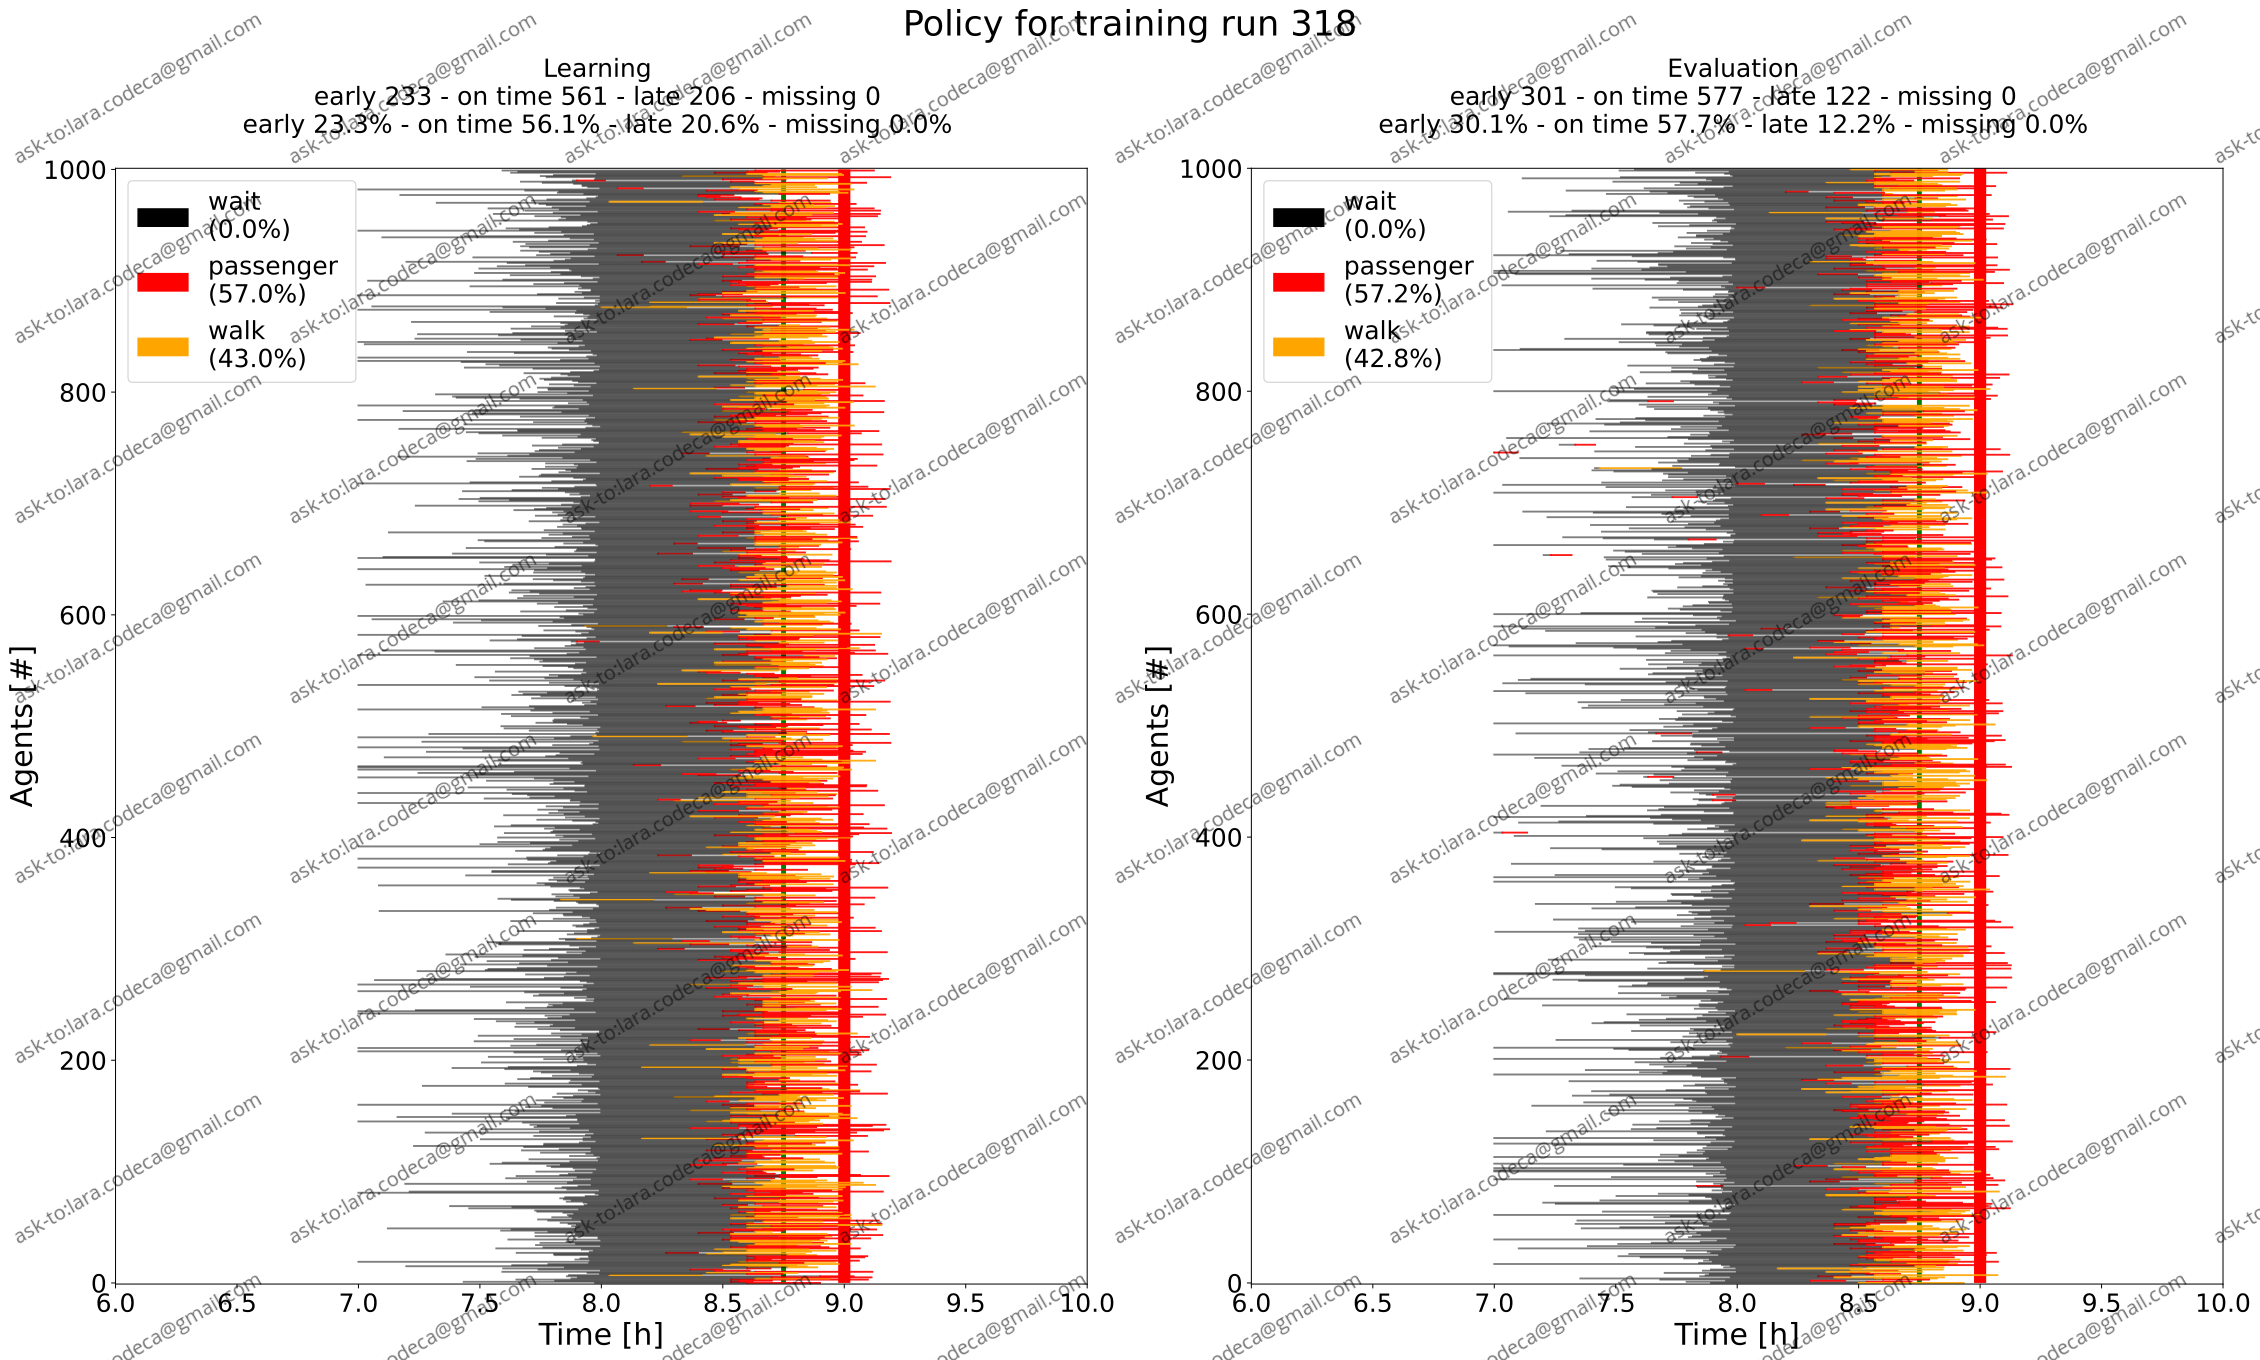 Policy for training run 318
Learning
early 233 - on time 561 - late 206 - missing 0
early 23.3% - on time 56.1% - late 20.6% - missing 0.0%
wait
(0.0%)
passenger
(57.0%)
walk
(43.0%)
1000
800
600
400
200
0
Agents [#]
6.0 6.5 7.0 7.5 8.0 8.5 9.0 9.5 10.0
Time [h]
Evaluation
early 301 - on time 577 - late 122 - missing 0
early 30.1% - on time 57.7% - late 12.2% - missing 0.0%
wait
(0.0%)
passenger
(57.2%)
walk
(42.8%)
1000
800
600
400
200
0
Agents [#]
6.0 6.5 7.0 7.5 8.0 8.5 9.0 9.5 10.0
Time [h]
ask-to:lara.codeca@gmail.com